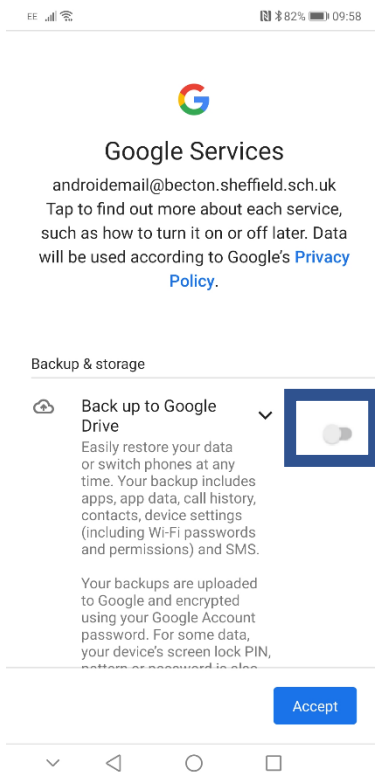 EE 82% 09:58
Google Services
androidemail@becton.sheffield.sch.uk
Tap to find out more about each service,
such as how to turn it on or off later. Data
will be used according to Google’s Privacy
Policy.
Backup & storage
Back up to Google
Drive
Easily restore your data
or switch phones at any
time. Your backup includes
apps, app data, call history,
contacts, device settings
(including Wi-Fi passwords
and permissions) and SMS.
Your backups are uploaded
to Google and encrypted
using your Google Account
password. For some data,
your device’s screen lock PIN,
pattern or password is also
Accept